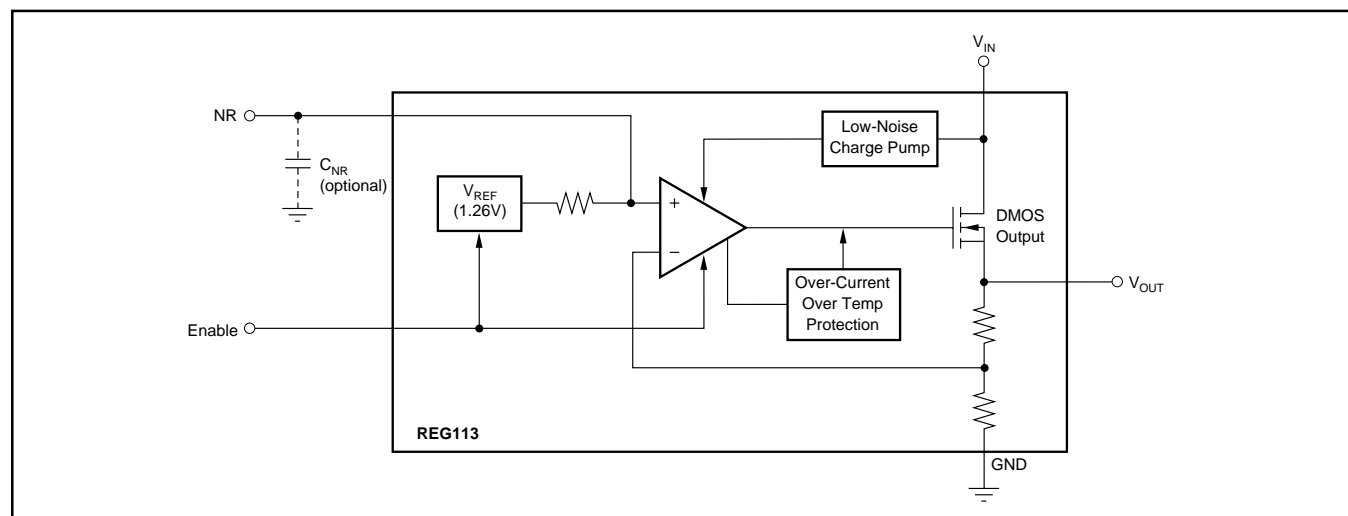 V_IN
NR
C_NR
(optional)
Low-Noise
Charge Pump
V_REF
(1.26V)
+
−
DMOS
Output
Over-Current
Over Temp
Protection
V_OUT
Enable
REG113
GND